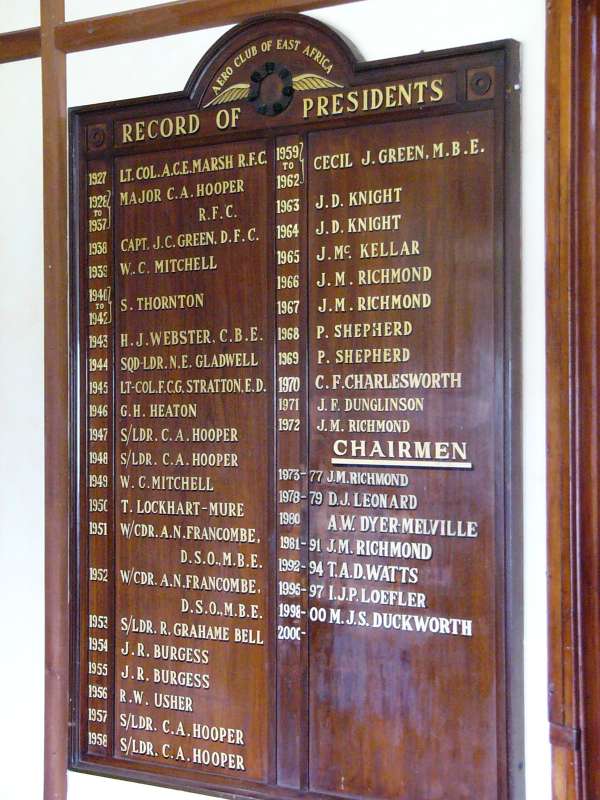 AERO CLUB OF EAST AFRICA
RECORD OF PRESIDENTS
1927 LT. COL. A.C.E. MARSH R.F.C.
1928 TO 1937 MAJOR C.A. HOOPER
R.F.C.
1938 CAPT. J.C. GREEN, D.F.C.
1939 W.C. MITCHELL
1940 TO 1942 S. THORNTON
1943 H.J. WEBSTER, C.B.E.
1944 SQD-LDR. N.E. GLADWELL
1945 LT-COL. F.C.G. STRATTON, E.D.
1946 G.H. HEATON
1947 S/LDR. C.A. HOOPER
1948 S/LDR. C.A. HOOPER
1949 W.C. MITCHELL
1950 T. LOCKHART-MURE
1951 W/CDR. A.N. FRANCOMBE,
D.S.O., M.B.E.
1952 W/CDR. A.N. FRANCOMBE,
D.S.O., M.B.E.
1953 S/LDR. R. GRAHAME BELL
1954 J.R. BURGESS
1955 J.R. BURGESS
1956 R.W. USHER
1957 S/LDR. C.A. HOOPER
1958 S/LDR. C.A. HOOPER
1959 TO 1962 CECIL J. GREEN, M.B.E.
1963 J.D. KNIGHT
1964 J.D. KNIGHT
1965 J. Mc. KELLAR
1966 J.M. RICHMOND
1967 J.M. RICHMOND
1968 P. SHEPHERD
1969 P. SHEPHERD
1970 C.F. CHARLESWORTH
1971 J.F. DUNGLINSON
1972 J.M. RICHMOND
CHAIRMEN
1973-77 J.M. RICHMOND
1978-79 D.J. LEONARD
1980 A.W. DYER-MELVILLE
1981-91 J.M. RICHMOND
1992-94 T.A.D. WATTS
1995-97 I.J.P. LOEFLER
1998-00 M.J.S. DUCKWORTH
2000-